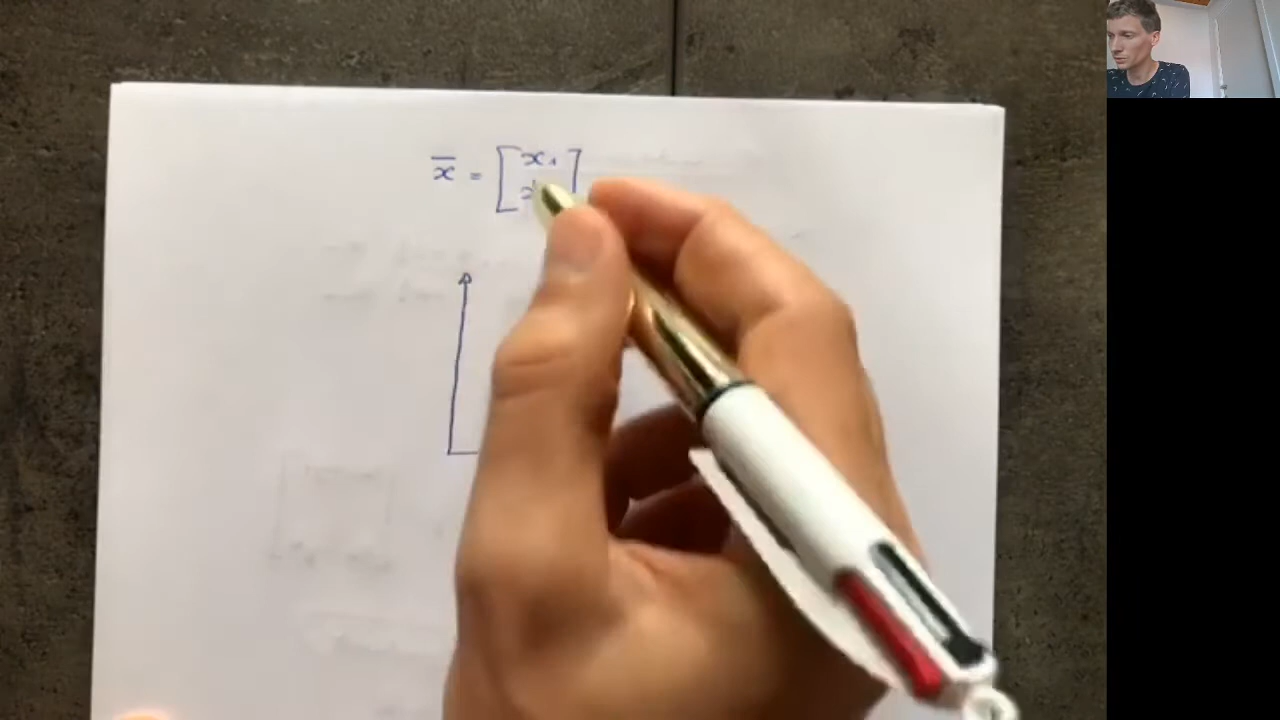 x̄ = [x₁